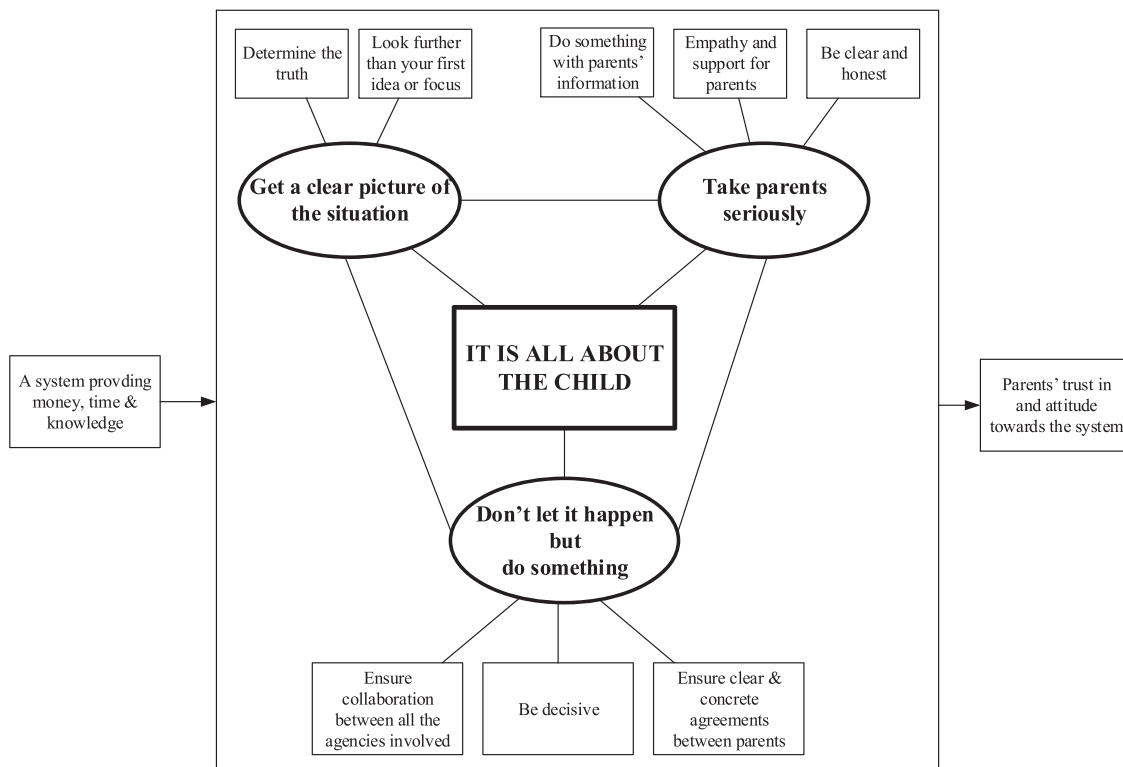 Determine the
truth
Look further
than your first
idea or focus
Do something
with parents'
information
Empathy and
support for
parents
Be clear and
honest
Get a clear picture of
the situation
Take parents
seriously
IT IS ALL ABOUT
THE CHILD
A system provding
money, time &
knowledge
Parents' trust in
and attitude
towards the system
Don't let it happen
but
do something
Ensure
collaboration
between all the
agencies involved
Be decisive
Ensure clear &
concrete
agreements
between parents